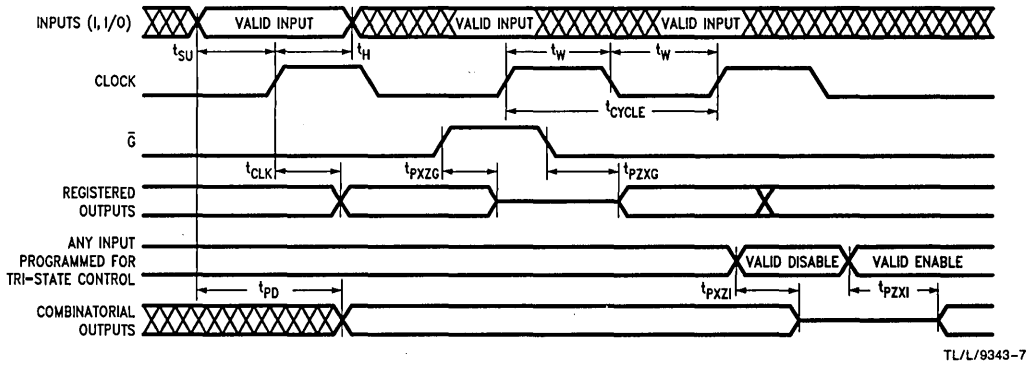 INPUTS (I, I/O)
VALID INPUT
VALID INPUT
VALID INPUT
tSU
tH
tW
tW
CLOCK
tCYCLE
G̅
tCLK
tPXZG
tPZXG
REGISTERED
OUTPUTS
ANY INPUT
PROGRAMMED FOR
TRI-STATE CONTROL
VALID DISABLE
VALID ENABLE
tPD
tPXZI
tPZXI
COMBINATORIAL
OUTPUTS
TL/L/9343-7